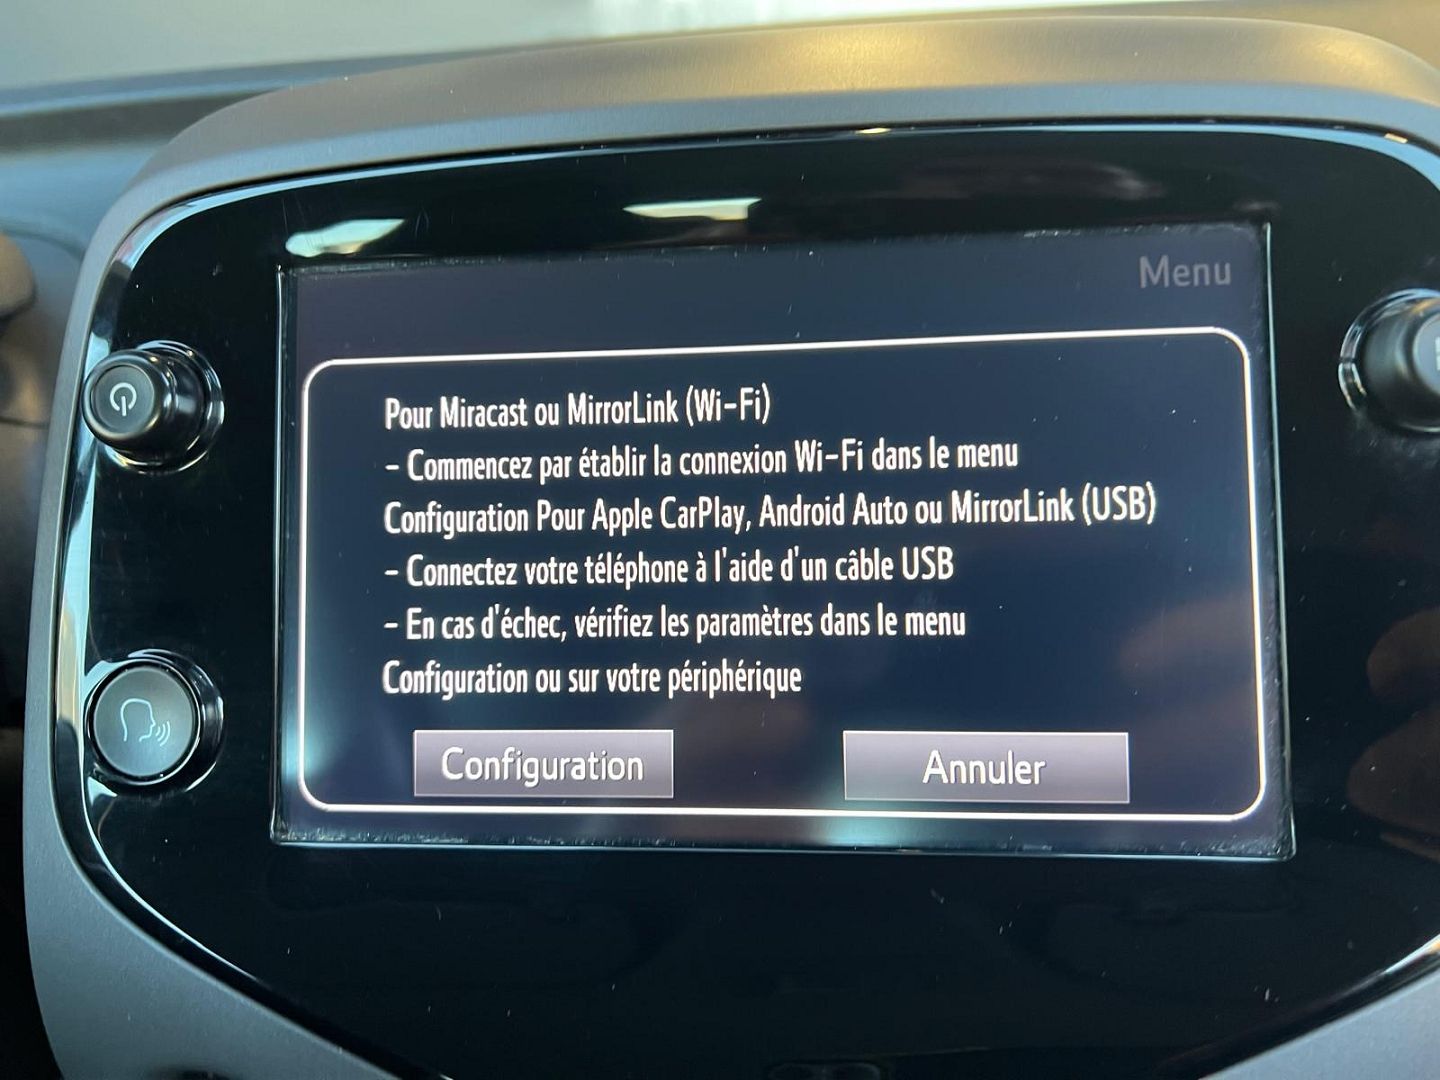 Menu
Pour Miracast ou MirrorLink (Wi-Fi)
- Commencez par établir la connexion Wi-Fi dans le menu
Configuration Pour Apple CarPlay, Android Auto ou MirrorLink (USB)
- Connectez votre téléphone à l'aide d'un câble USB
- En cas d'échec, vérifiez les paramètres dans le menu
Configuration ou sur votre périphérique
Configuration Annuler